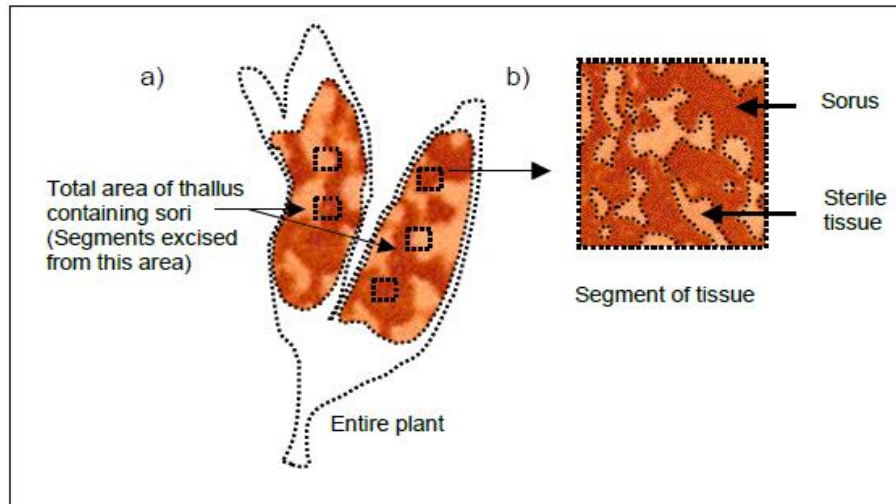 a)
b)
Sorus
Total area of thallus
containing sori
(Segments excised
from this area)
Sterile
tissue
Segment of tissue
Entire plant